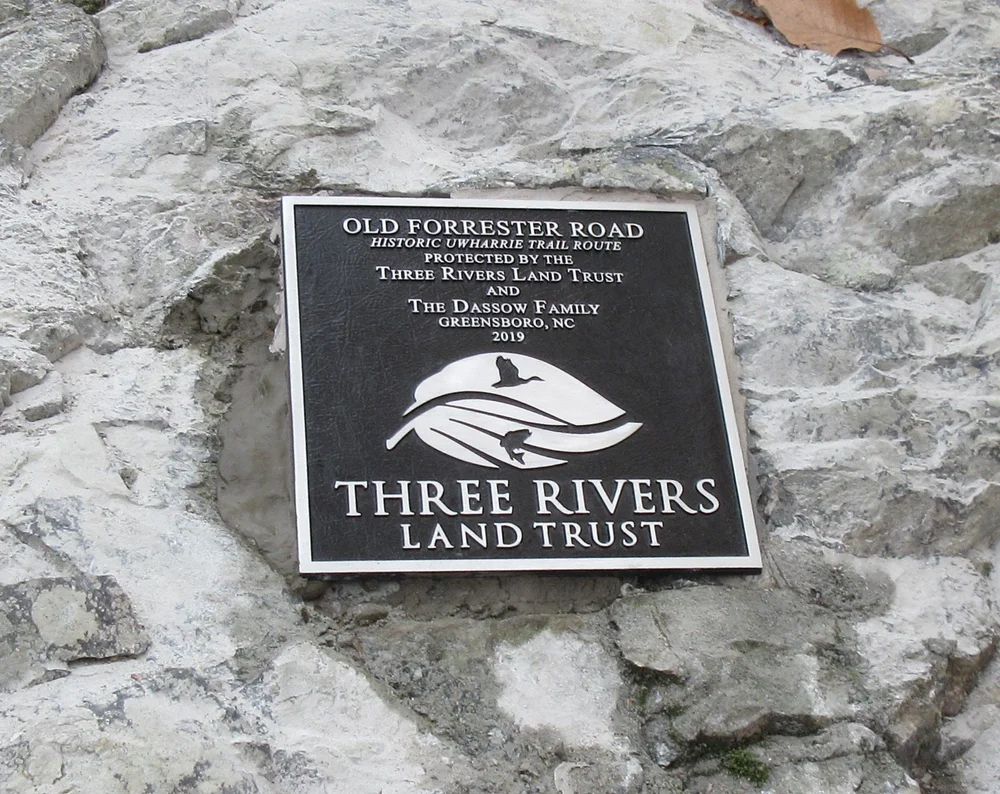 OLD FORRESTER ROAD
HISTORIC UWHARRIE TRAIL ROUTE
PROTECTED BY THE
THREE RIVERS LAND TRUST
AND
THE DASSOW FAMILY
GREENSBORO, NC
2019
THREE RIVERS
LAND TRUST